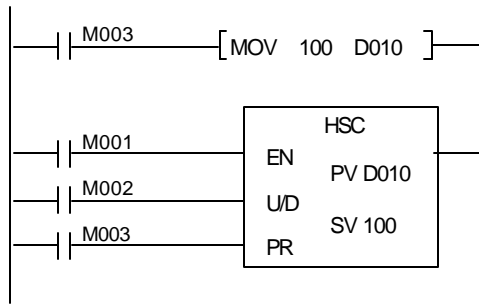 M003
MOV 100 D010
HSC
M001
EN
PV D010
M002
U/D
SV 100
M003
PR